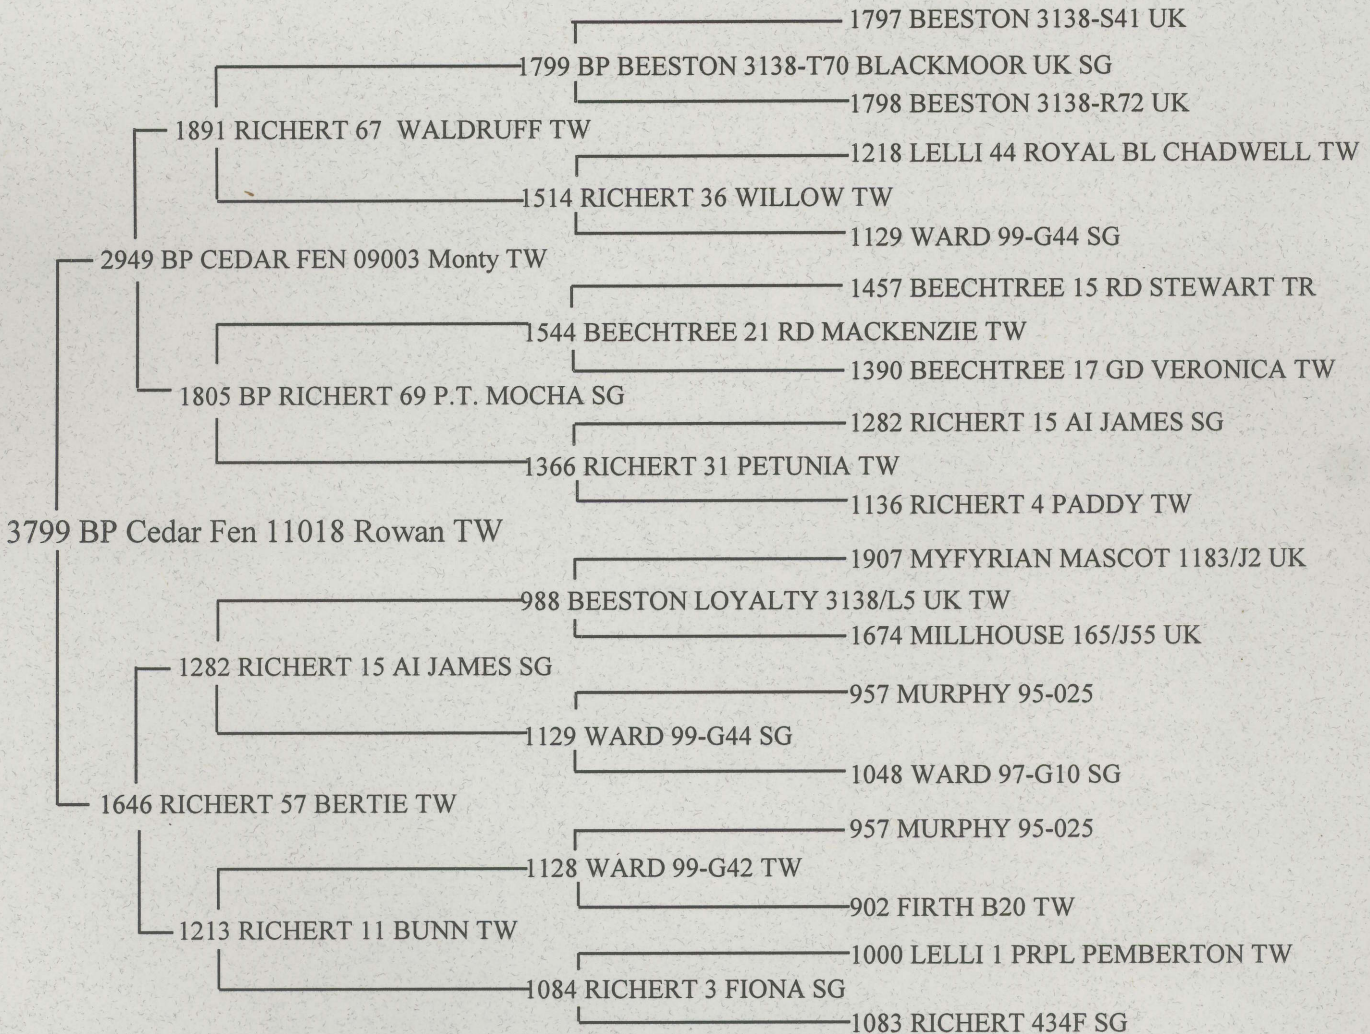 1797 BEESTON 3138-S41 UK
1799 BP BEESTON 3138-T70 BLACKMOOR UK SG
1798 BEESTON 3138-R72 UK
1891 RICHERT 67 WALDRUFF TW
1218 LELLI 44 ROYAL BL CHADWELL TW
1514 RICHERT 36 WILLOW TW
1129 WARD 99-G44 SG
2949 BP CEDAR FEN 09003 Monty TW
1457 BEECHTREE 15 RD STEWART TR
1544 BEECHTREE 21 RD MACKENZIE TW
1390 BEECHTREE 17 GD VERONICA TW
1805 BP RICHERT 69 P.T. MOCHA SG
1282 RICHERT 15 AI JAMES SG
1366 RICHERT 31 PETUNIA TW
1136 RICHERT 4 PADDY TW
3799 BP Cedar Fen 11018 Rowan TW
1907 MYFYRIAN MASCOT 1183/J2 UK
988 BEESTON LOYALTY 3138/L5 UK TW
1674 MILLHOUSE 165/J55 UK
1282 RICHERT 15 AI JAMES SG
957 MURPHY 95-025
1129 WARD 99-G44 SG
1048 WARD 97-G10 SG
1646 RICHERT 57 BERTIE TW
957 MURPHY 95-025
1128 WARD 99-G42 TW
902 FIRTH B20 TW
1213 RICHERT 11 BUNN TW
1000 LELLI 1 PRPL PEMBERTON TW
1084 RICHERT 3 FIONA SG
1083 RICHERT 434F SG